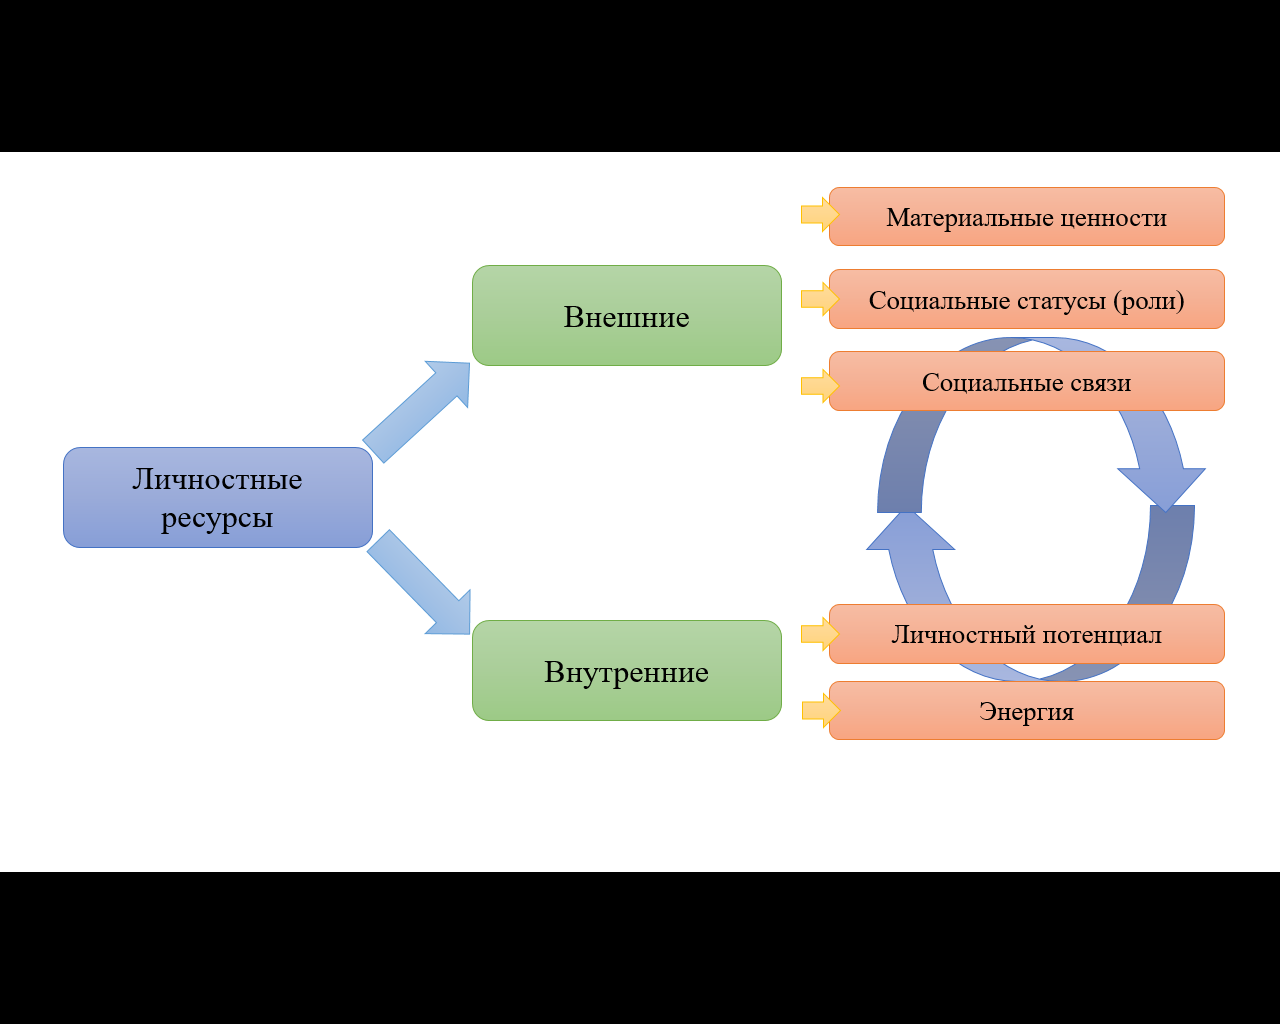 Личностные
ресурсы
Внешние
Материальные ценности
Социальные статусы (роли)
Социальные связи
Внутренние
Личностный потенциал
Энергия